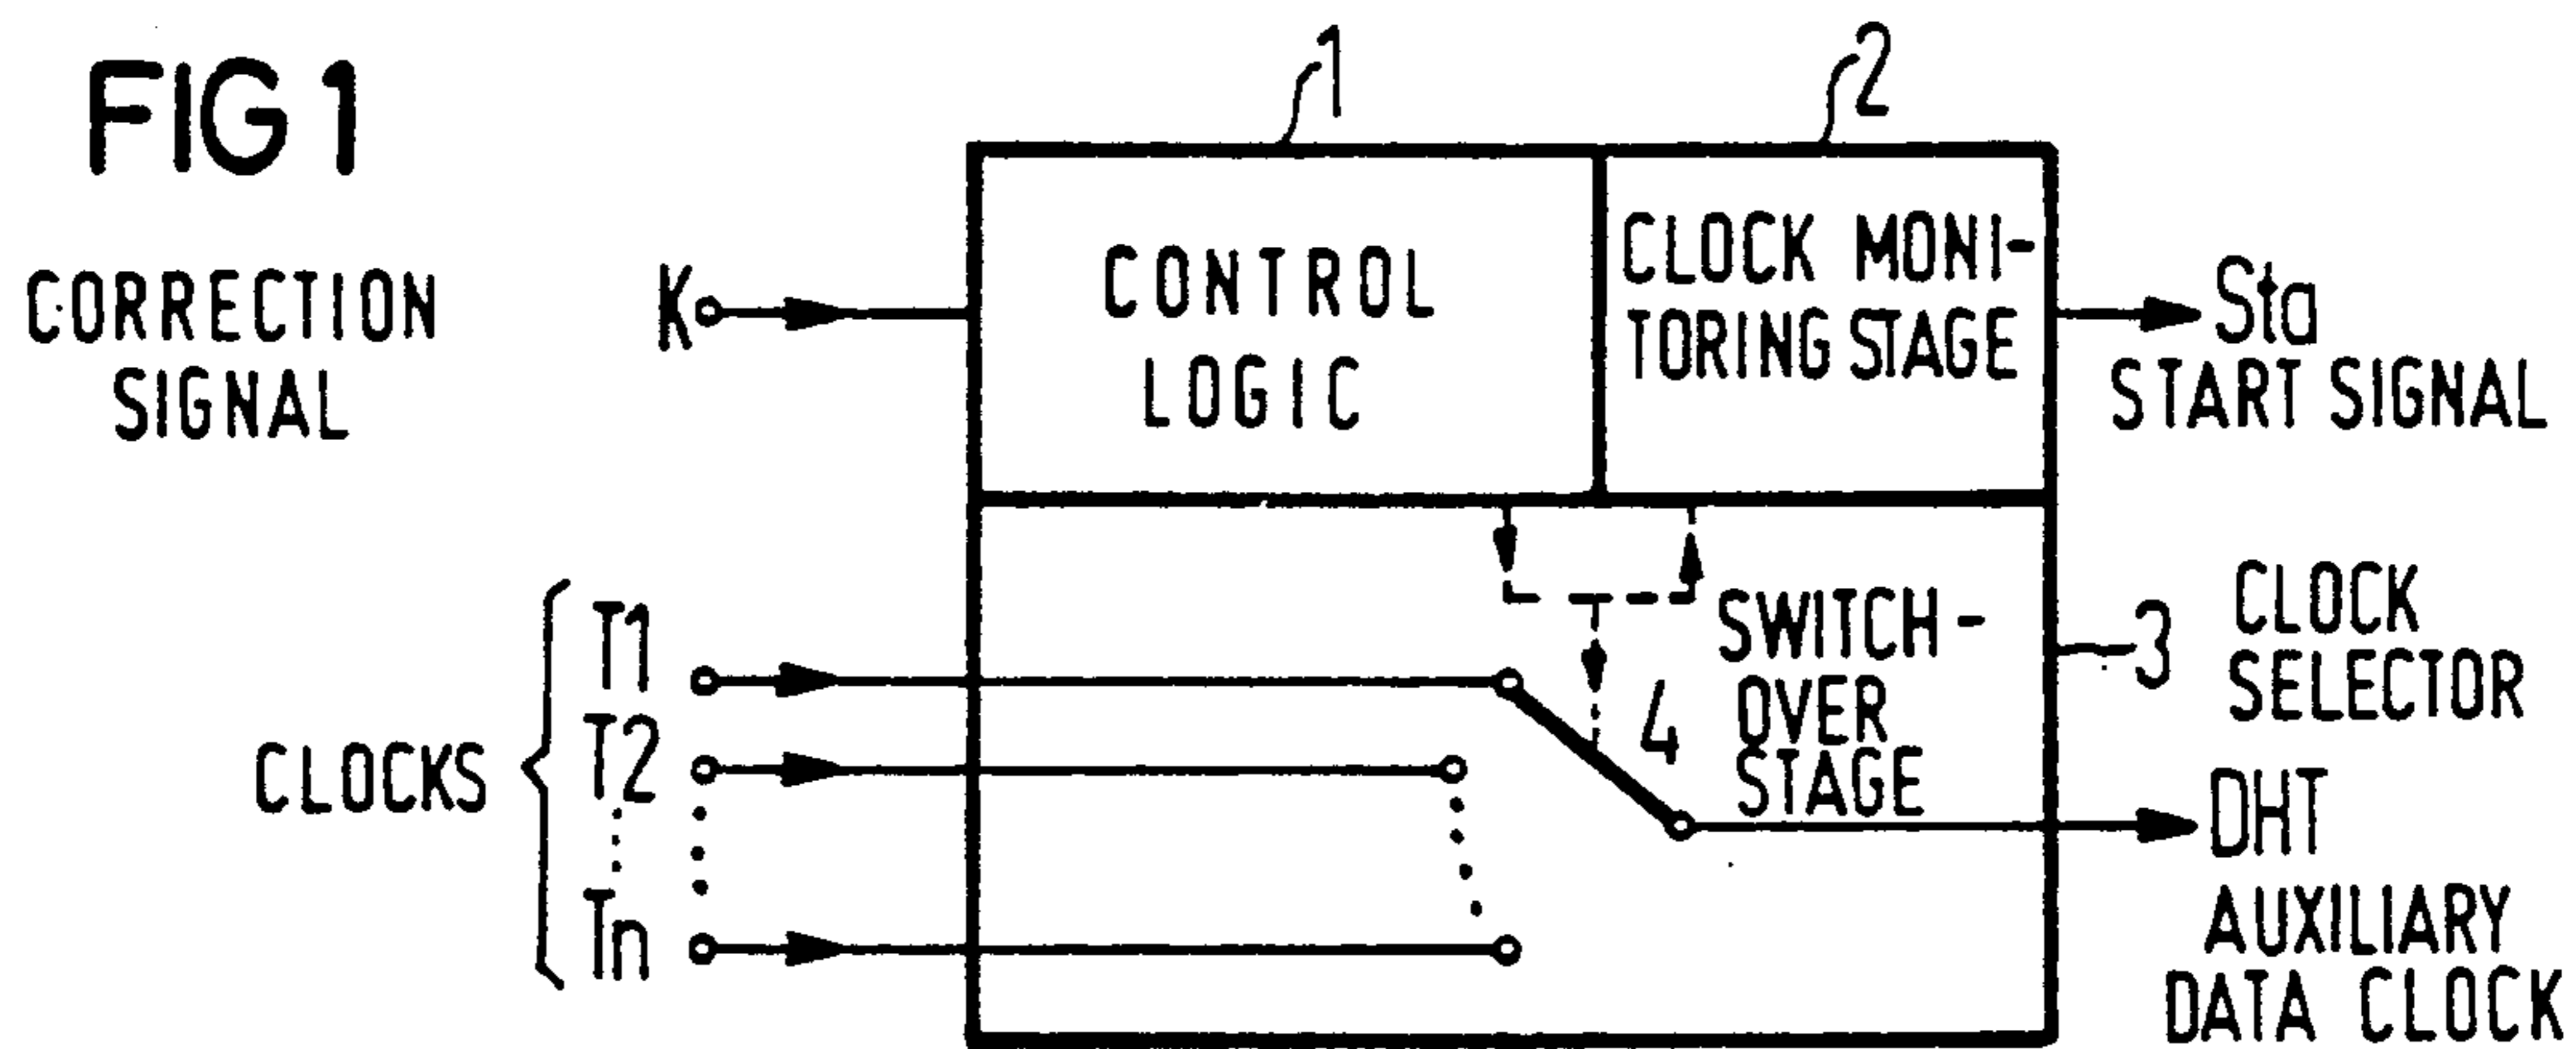 FIG 1
1
2
CORRECTION
SIGNAL
K
CONTROL
LOGIC
CLOCK MONI-
TORING STAGE
Sta
START SIGNAL
CLOCKS
T1
T2
Tn
4
SWITCH-
OVER
STAGE
3
CLOCK
SELECTOR
DHT
AUXILIARY
DATA CLOCK